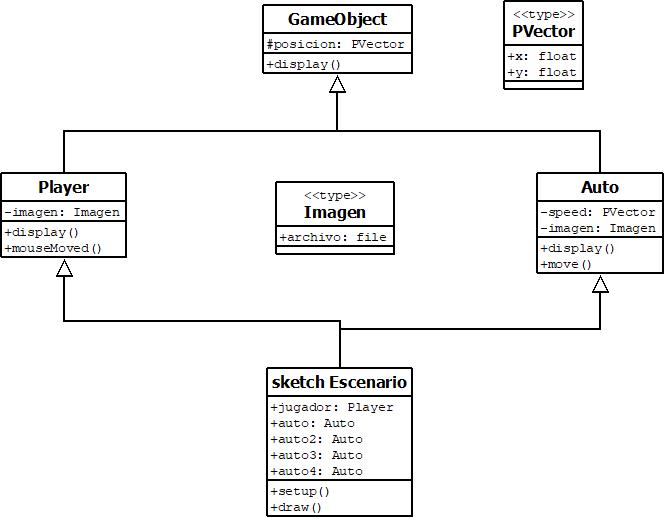 GameObject
#posicion: PVector
+display()
<<type>>
PVector
+x: float
+y: float
Player
-imagen: Imagen
+display()
+mouseMoved()
<<type>>
Imagen
+archivo: file
Auto
-speed: PVector
-imagen: Imagen
+display()
+move()
sketch Escenario
+jugador: Player
+auto: Auto
+auto2: Auto
+auto3: Auto
+auto4: Auto
+setup()
+draw()